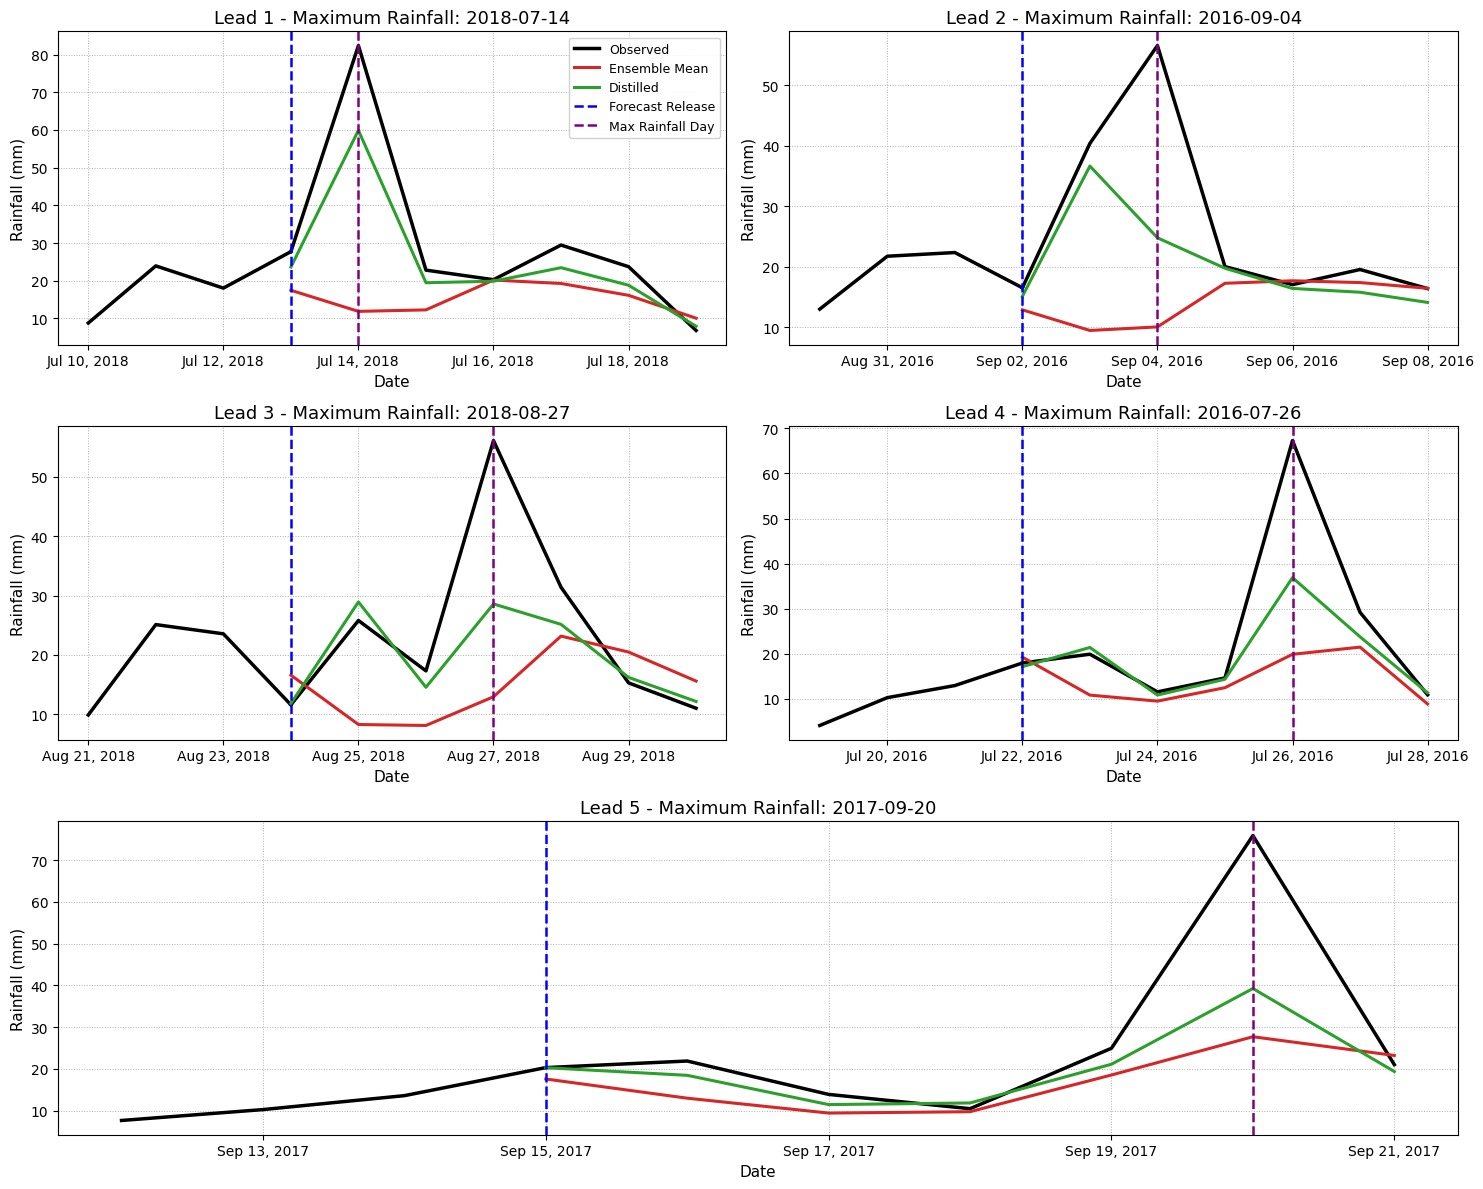 Lead 1 - Maximum Rainfall: 2018-07-14
Rainfall (mm)
80
70
60
50
40
30
20
10
Observed
Ensemble Mean
Distilled
Forecast Release
Max Rainfall Day
Jul 10, 2018 Jul 12, 2018 Jul 14, 2018 Jul 16, 2018 Jul 18, 2018
Date
Lead 2 - Maximum Rainfall: 2016-09-04
Rainfall (mm)
50
40
30
20
10
Aug 31, 2016 Sep 02, 2016 Sep 04, 2016 Sep 06, 2016 Sep 08, 2016
Date
Lead 3 - Maximum Rainfall: 2018-08-27
Rainfall (mm)
50
40
30
20
10
Aug 21, 2018 Aug 23, 2018 Aug 25, 2018 Aug 27, 2018 Aug 29, 2018
Date
Lead 4 - Maximum Rainfall: 2016-07-26
Rainfall (mm)
70
60
50
40
30
20
10
Jul 20, 2016 Jul 22, 2016 Jul 24, 2016 Jul 26, 2016 Jul 28, 2016
Date
Lead 5 - Maximum Rainfall: 2017-09-20
Rainfall (mm)
70
60
50
40
30
20
10
Sep 13, 2017 Sep 15, 2017 Sep 17, 2017 Sep 19, 2017 Sep 21, 2017
Date